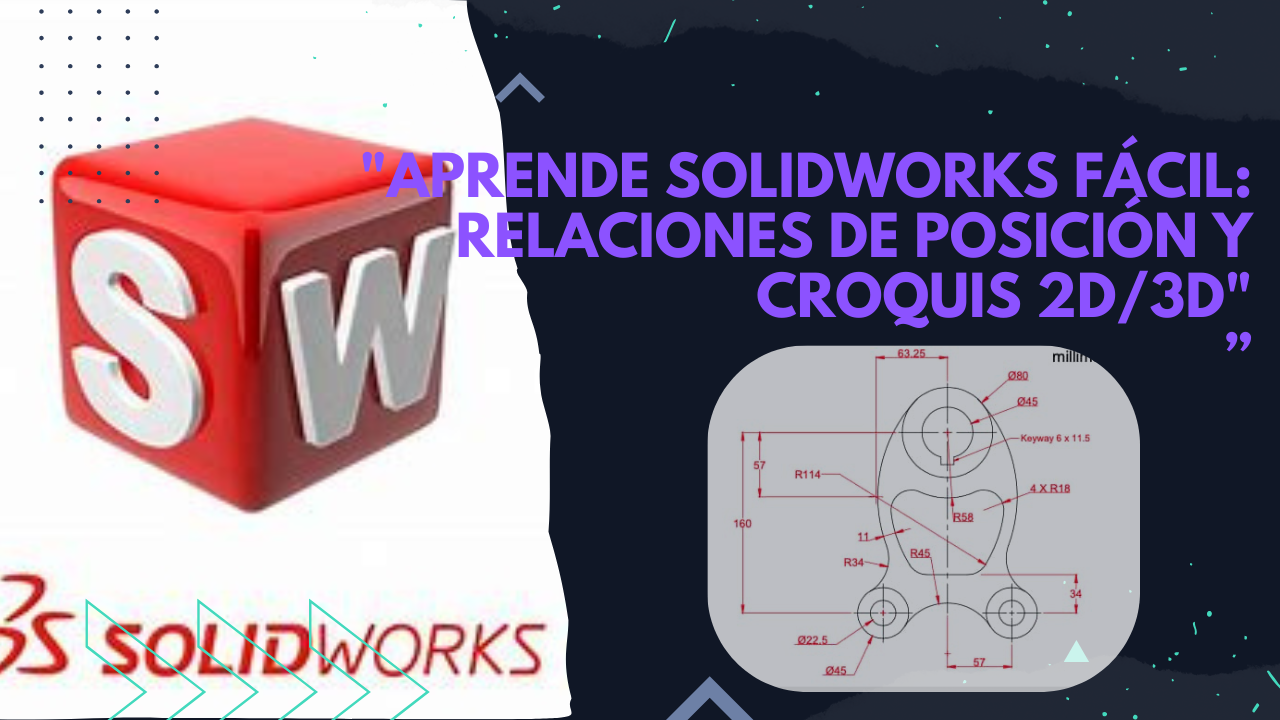 "APRENDE SOLIDWORKS FÁCIL:
RELACIONES DE POSICIÓN Y
CROQUIS 2D/3D"
”
S W
SOLIDWORKS
63.25
Ø80
Ø45
Keyway 6 x 11.5
57
R114
4 X R18
R58
160
11
R45
R34
34
Ø22.5
Ø45
57